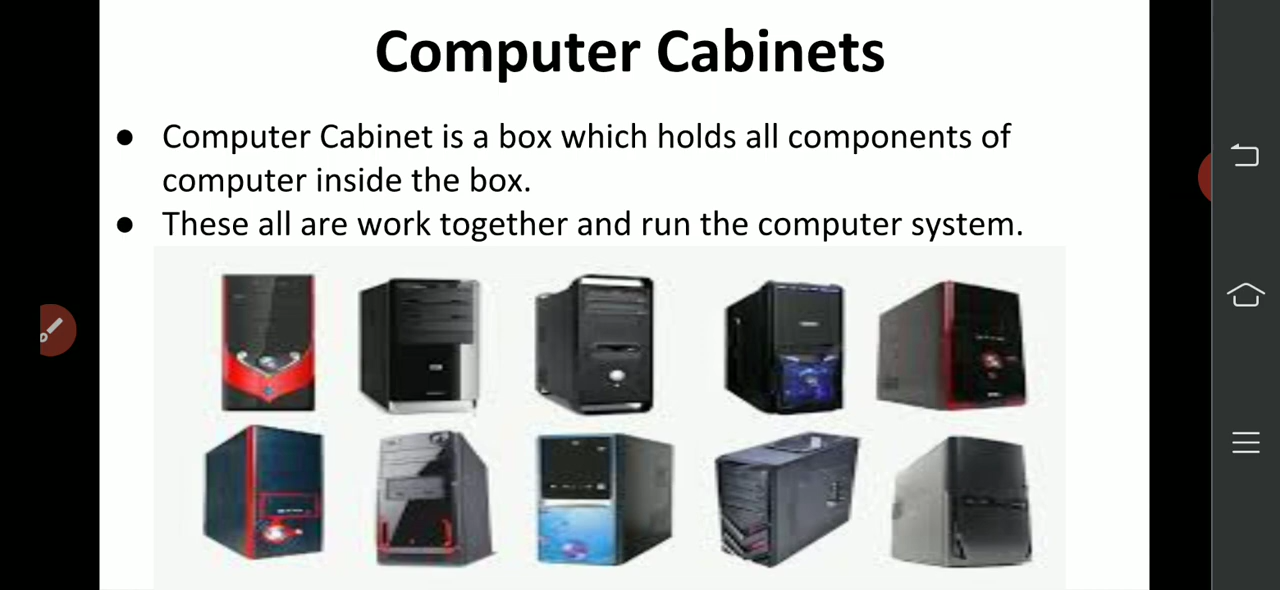 Computer Cabinets
● Computer Cabinet is a box which holds all components of
computer inside the box.
● These all are work together and run the computer system.